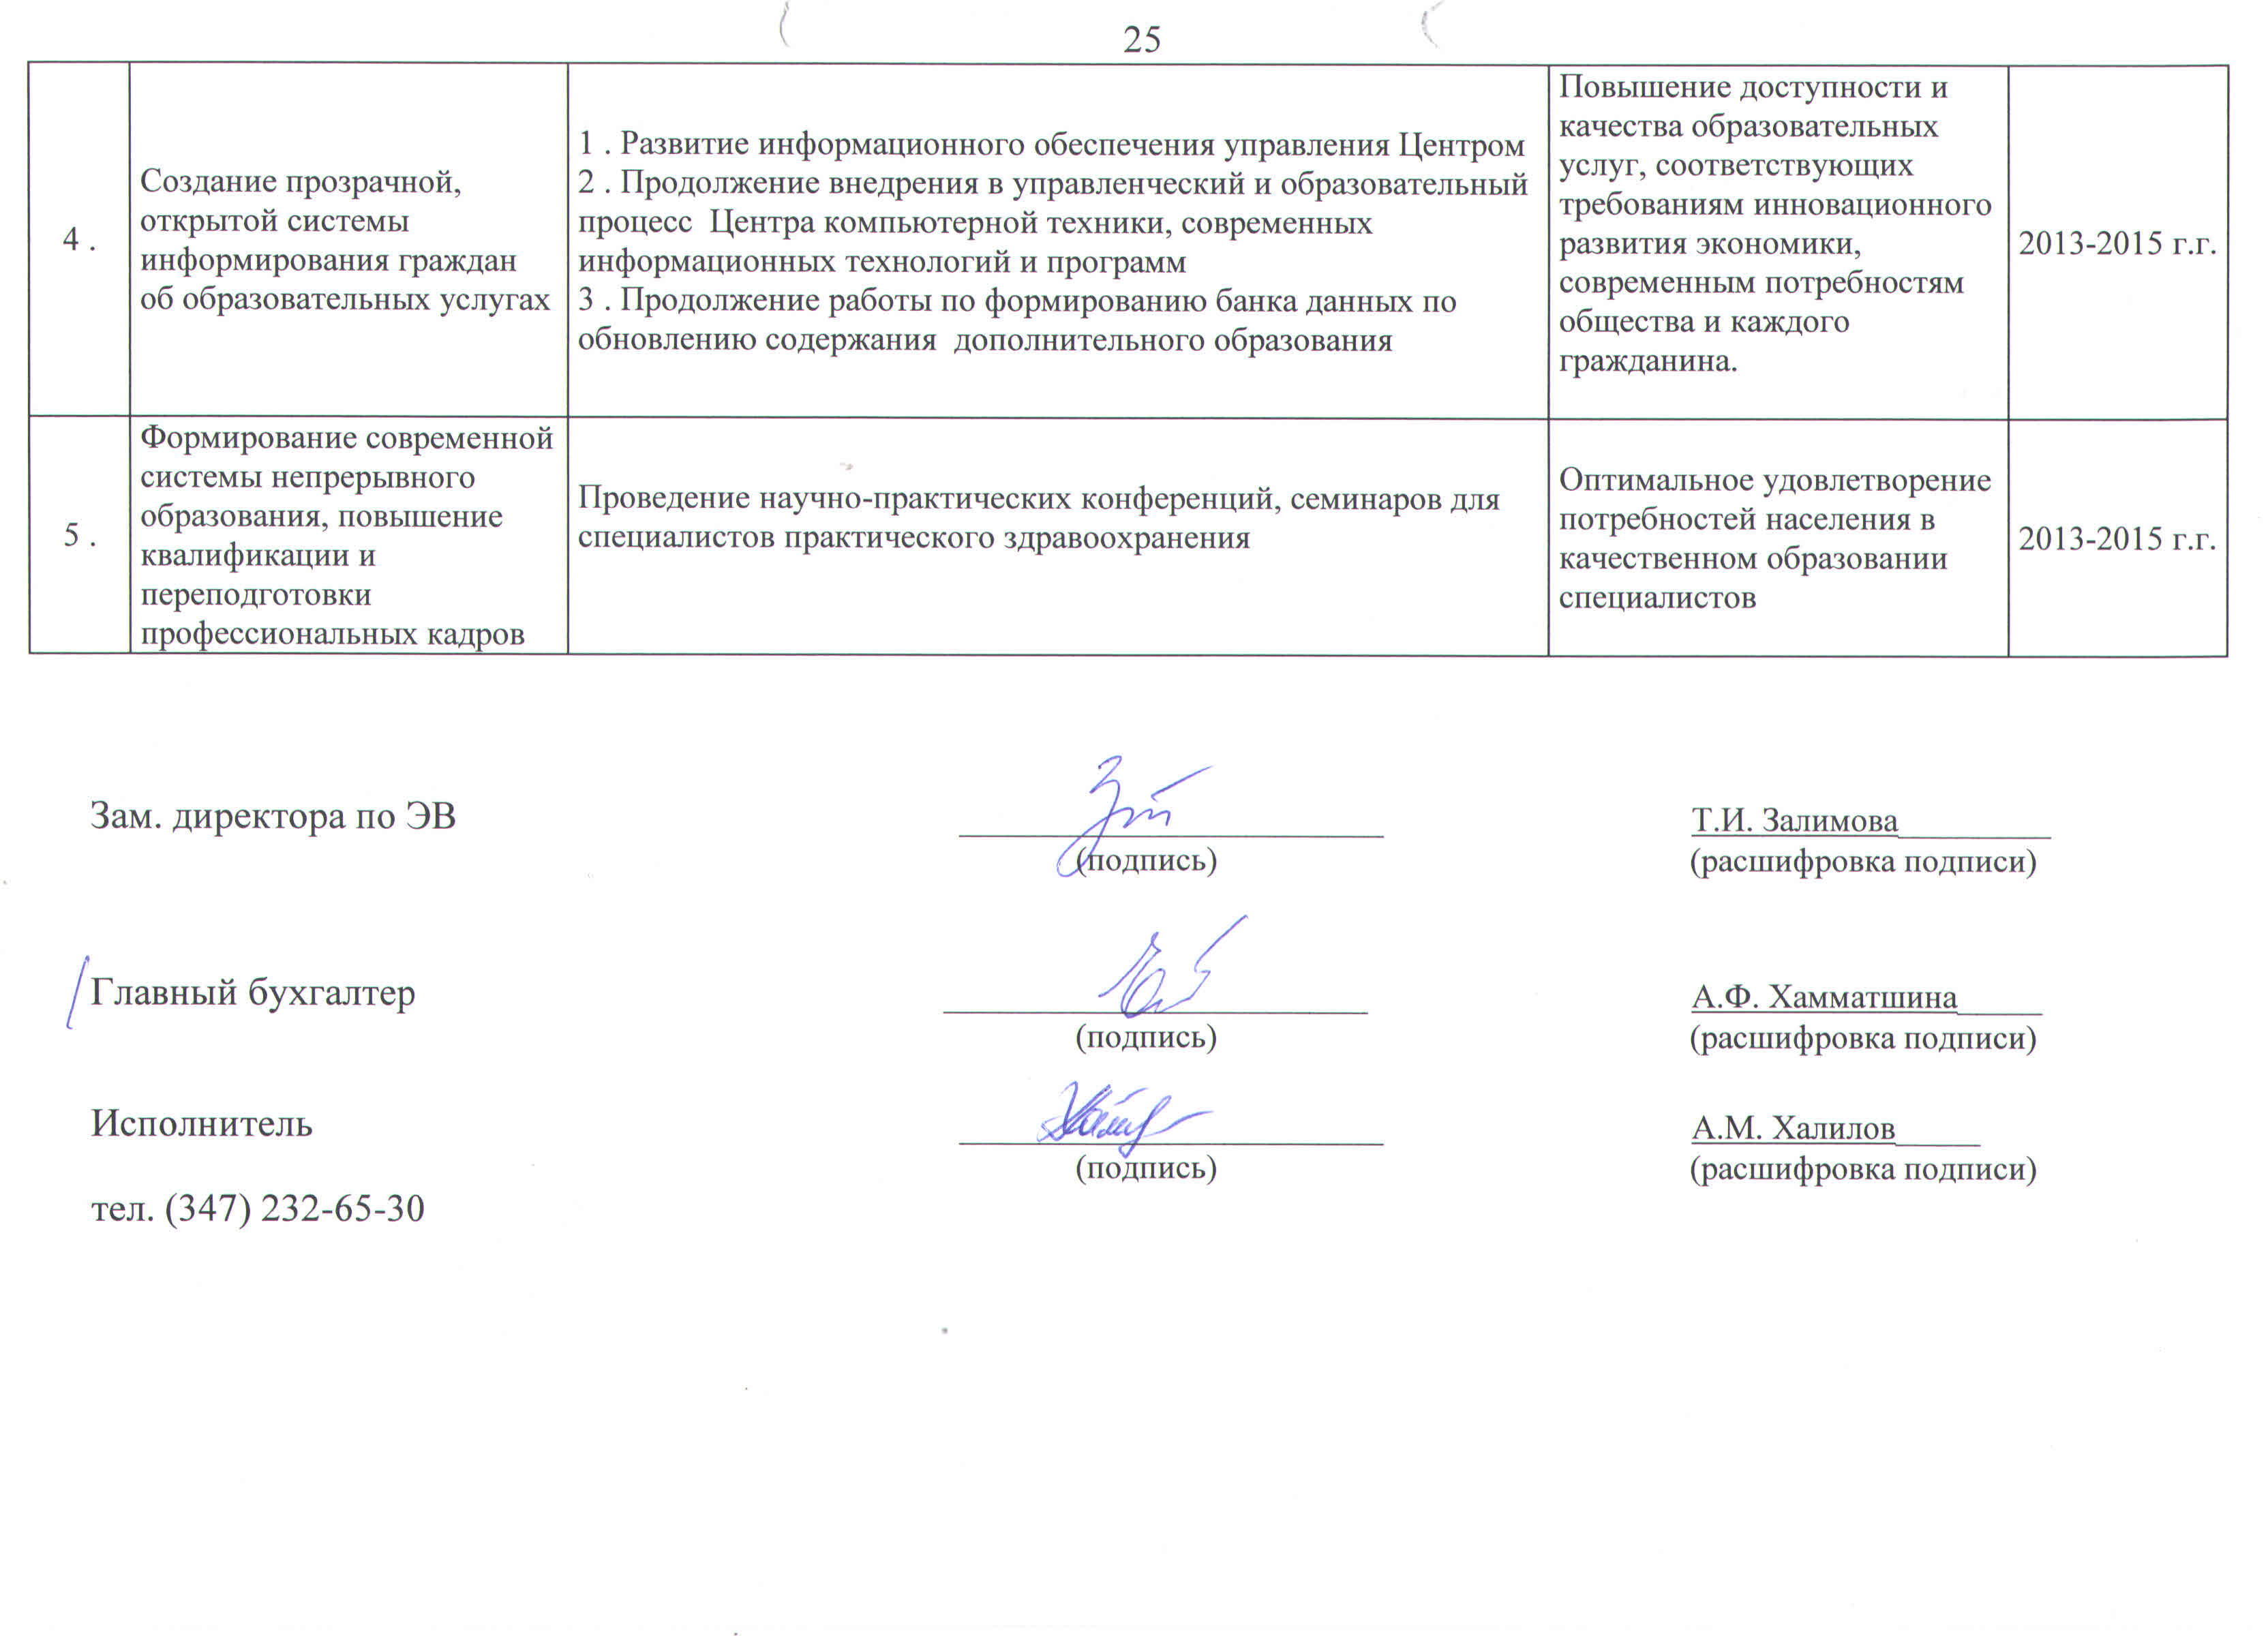 25
4 .
Создание прозрачной,
открытой системы
информирования граждан
об образовательных услугах
1 . Развитие информационного обеспечения управления Центром
2 . Продолжение внедрения в управленческий и образовательный
процесс Центра компьютерной техники, современных
информационных технологий и программ
3 . Продолжение работы по формированию банка данных по
обновлению содержания дополнительного образования
Повышение доступности и
качества образовательных
услуг, соответствующих
требованиям инновационного
развития экономики,
современным потребностям
общества и каждого
гражданина.
2013-2015 г.г.
5 .
Формирование современной
системы непрерывного
образования, повышение
квалификации и
переподготовки
профессиональных кадров
Проведение научно-практических конференций, семинаров для
специалистов практического здравоохранения
Оптимальное удовлетворение
потребностей населения в
качественном образовании
специалистов
2013-2015 г.г.
Зам. директора по ЭВ
Т.И. Залимова
(подпись)
(расшифровка подписи)
Главный бухгалтер
А.Ф. Хамматшина
(подпись)
(расшифровка подписи)
Исполнитель
А.М. Халилов
(подпись)
(расшифровка подписи)
тел. (347) 232-65-30